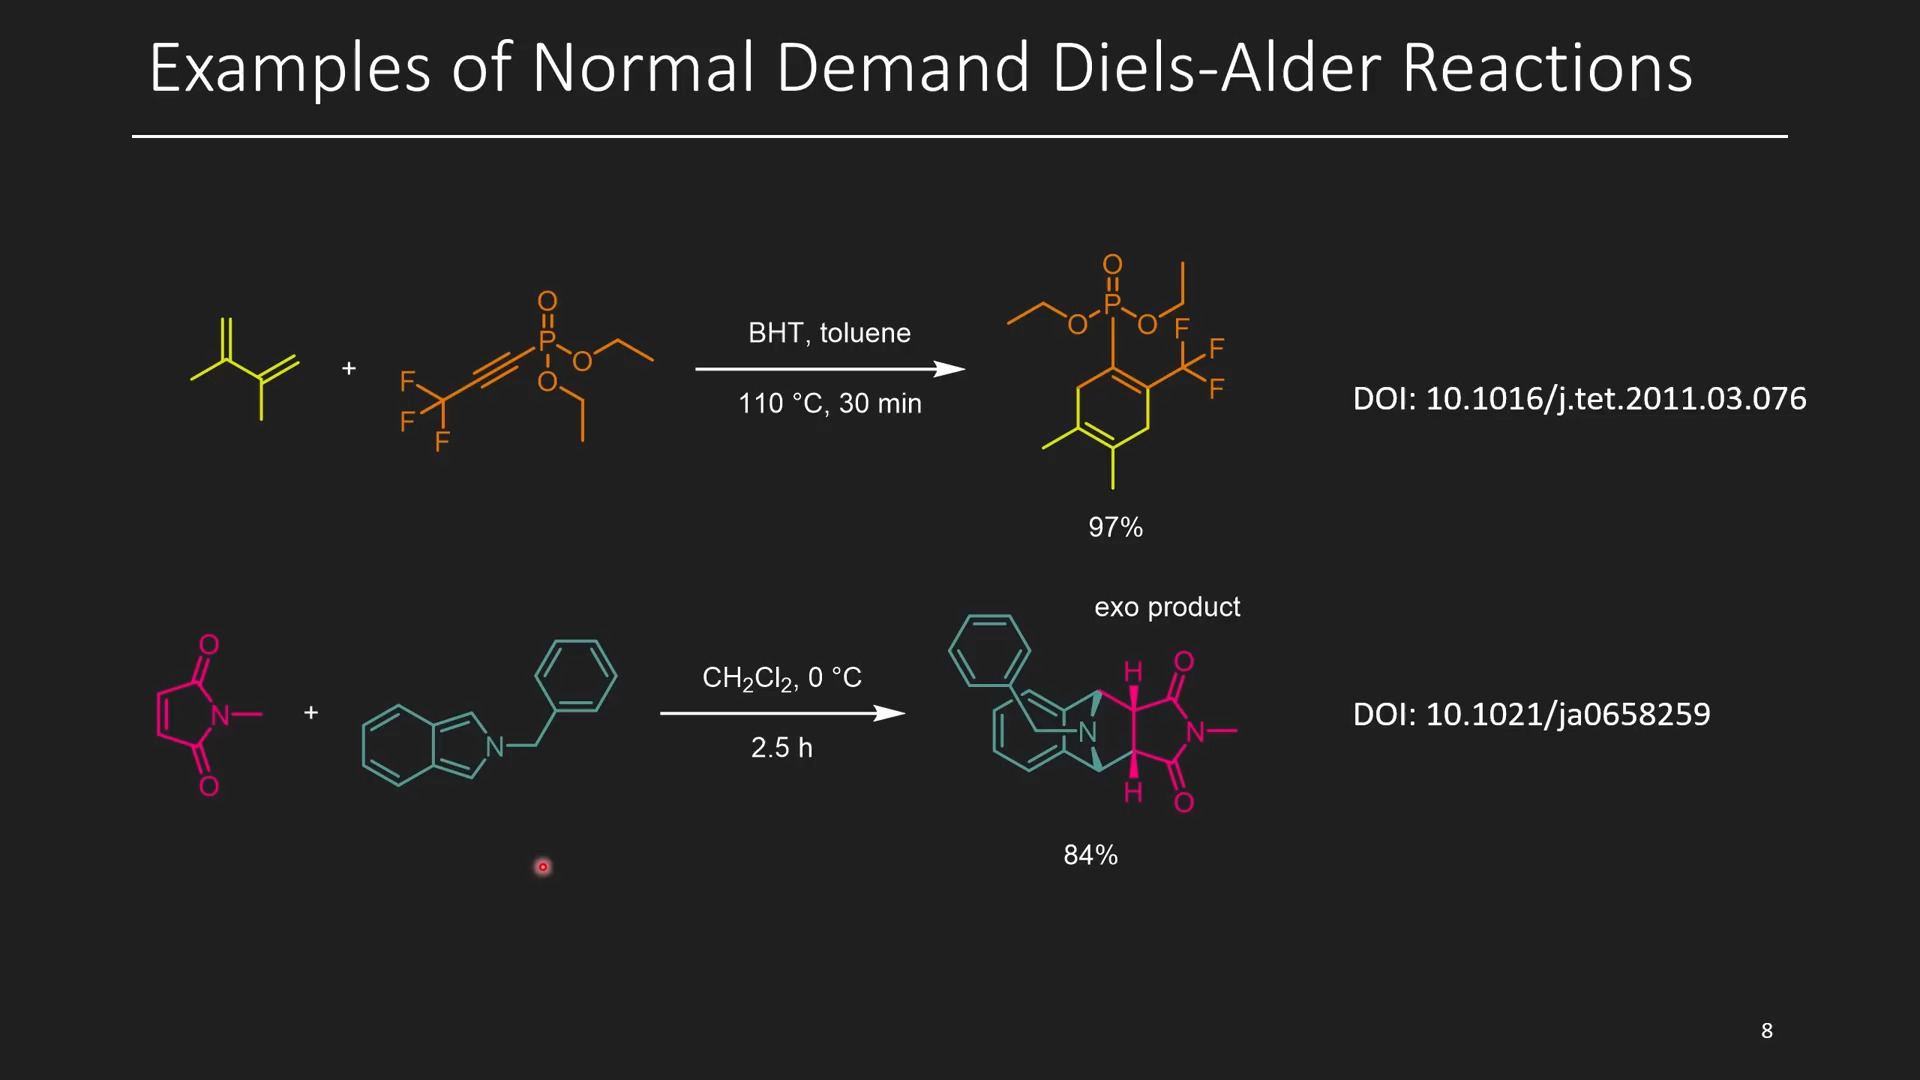 Examples of Normal Demand Diels-Alder Reactions
+
F
F
F
O
P
O
O
BHT, toluene
110 °C, 30 min
O
P
O
O
F
F
F
97%
DOI: 10.1016/j.tet.2011.03.076
O
N
O
+
N
CH₂Cl₂, 0 °C
2.5 h
exo product
N
H
H
O
N
O
84%
DOI: 10.1021/ja0658259
8